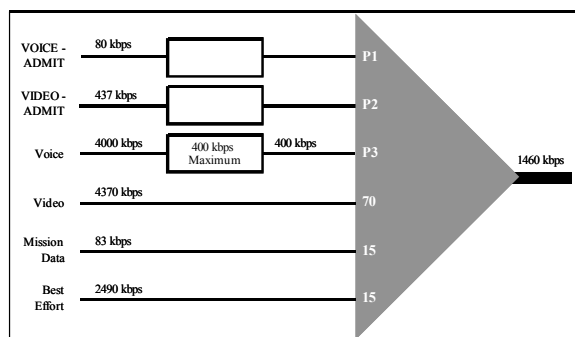 VOICE - 80 kbps P1
ADMIT
VIDEO - 437 kbps P2
ADMIT
Voice 4000 kbps 400 kbps 400 kbps P3
Maximum
1460 kbps
Video 4370 kbps 70
Mission 83 kbps 15
Data
Best 2490 kbps 15
Effort